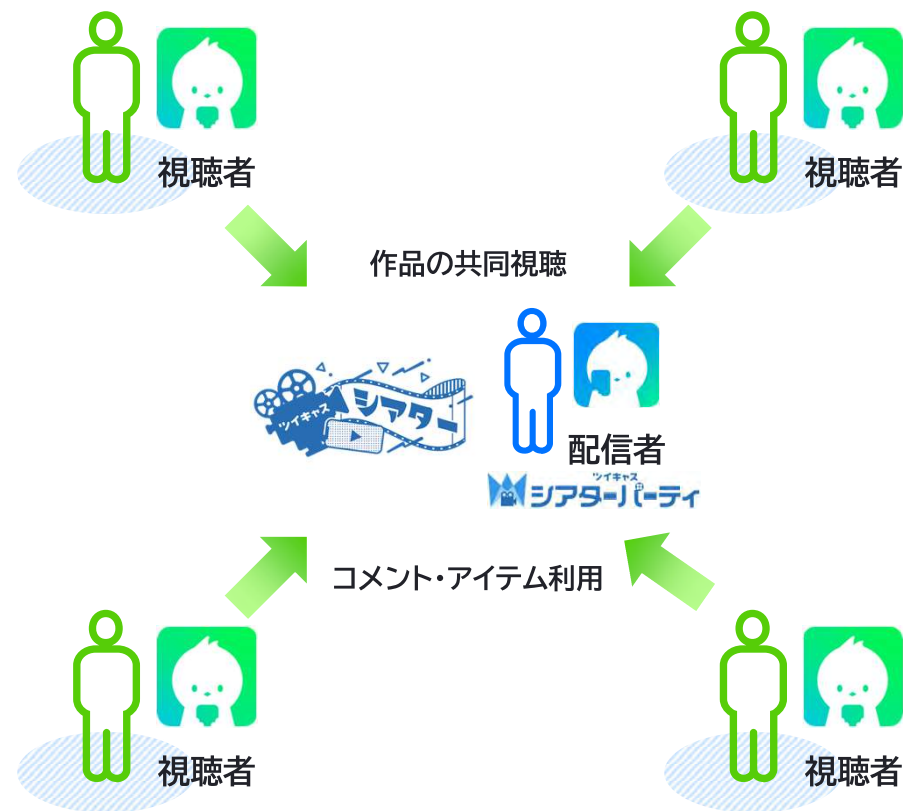 視聴者
視聴者
作品の共同視聴
ツイキャス
シアター
配信者
ツイキャス
シアターパーティ
コメント・アイテム利用
視聴者
視聴者